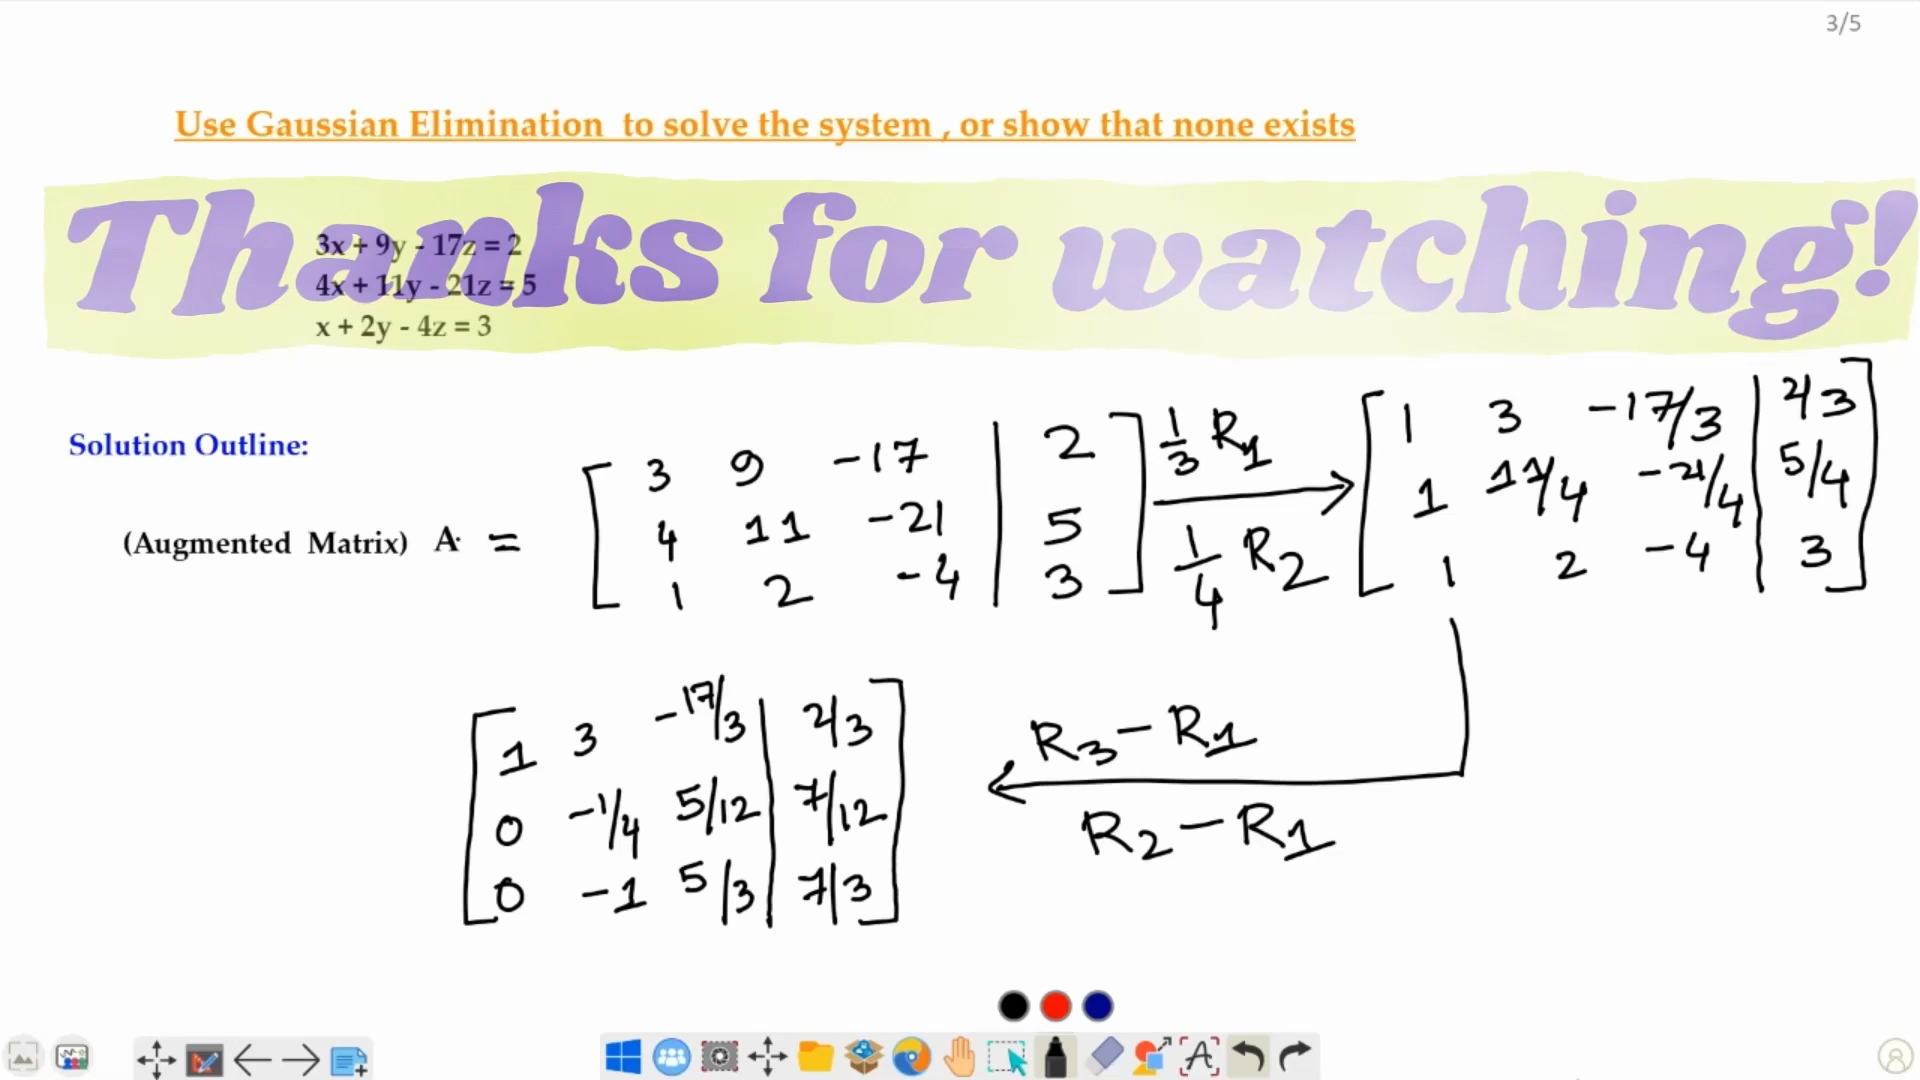 3/5
Use Gaussian Elimination to solve the system , or show that none exists
Thanks for watching!
3x + 9y - 17z = 2
4x + 11y - 21z = 5
x + 2y - 4z = 3
Solution Outline:
(Augmented Matrix) A =
3 9 -17 | 2
4 11 -21 | 5
1 2 -4 | 3
1/3 R1
1/4 R2
1 3 -17/3 | 2/3
1 11/4 -21/4 | 5/4
1 2 -4 | 3
R3 - R1
R2 - R1
1 3 -17/3 | 2/3
0 -1/4 5/12 | 7/12
0 -1 5/3 | 7/3